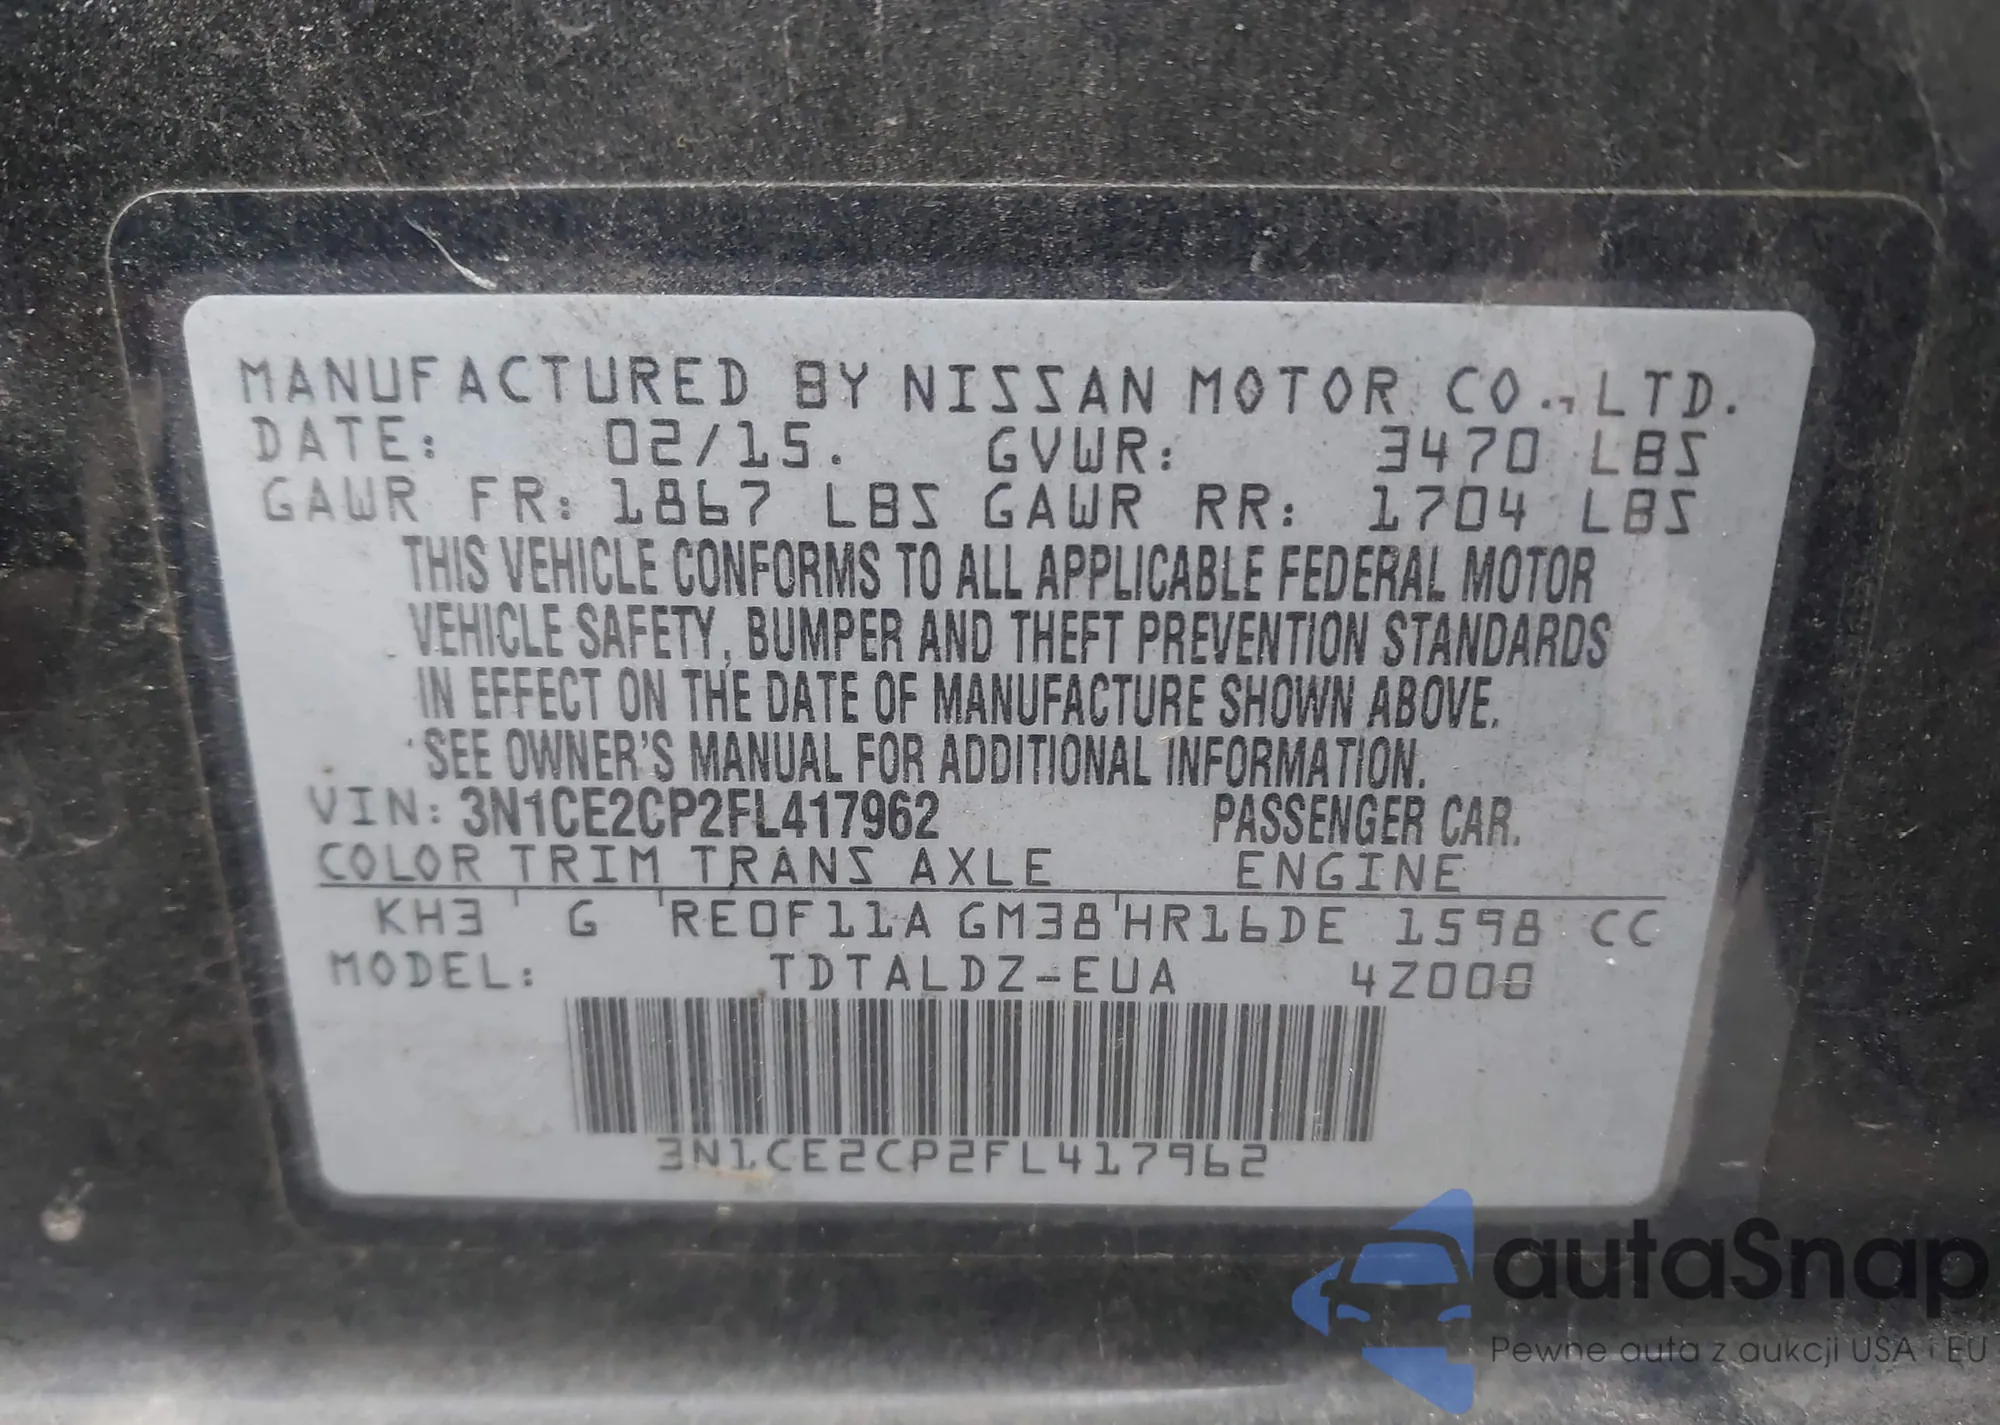 MANUFACTURED BY NISSAN MOTOR CO., LTD.
DATE: 02/15. GVWR: 3470 LBS
GAWR FR: 1867 LBS GAWR RR: 1704 LBS
THIS VEHICLE CONFORMS TO ALL APPLICABLE FEDERAL MOTOR
VEHICLE SAFETY, BUMPER AND THEFT PREVENTION STANDARDS
IN EFFECT ON THE DATE OF MANUFACTURE SHOWN ABOVE.
SEE OWNER'S MANUAL FOR ADDITIONAL INFORMATION.
VIN: 3N1CE2CP2FL417962 PASSENGER CAR.
COLOR TRIM TRANS AXLE ENGINE
KH3 G RE0F11A GM38 HR16DE 1598 CC
MODEL: TDTALDZ-EUA 4Z000
3N1CE2CP2FL417962
autaSnap
Pewne auta z aukcji USA i EU